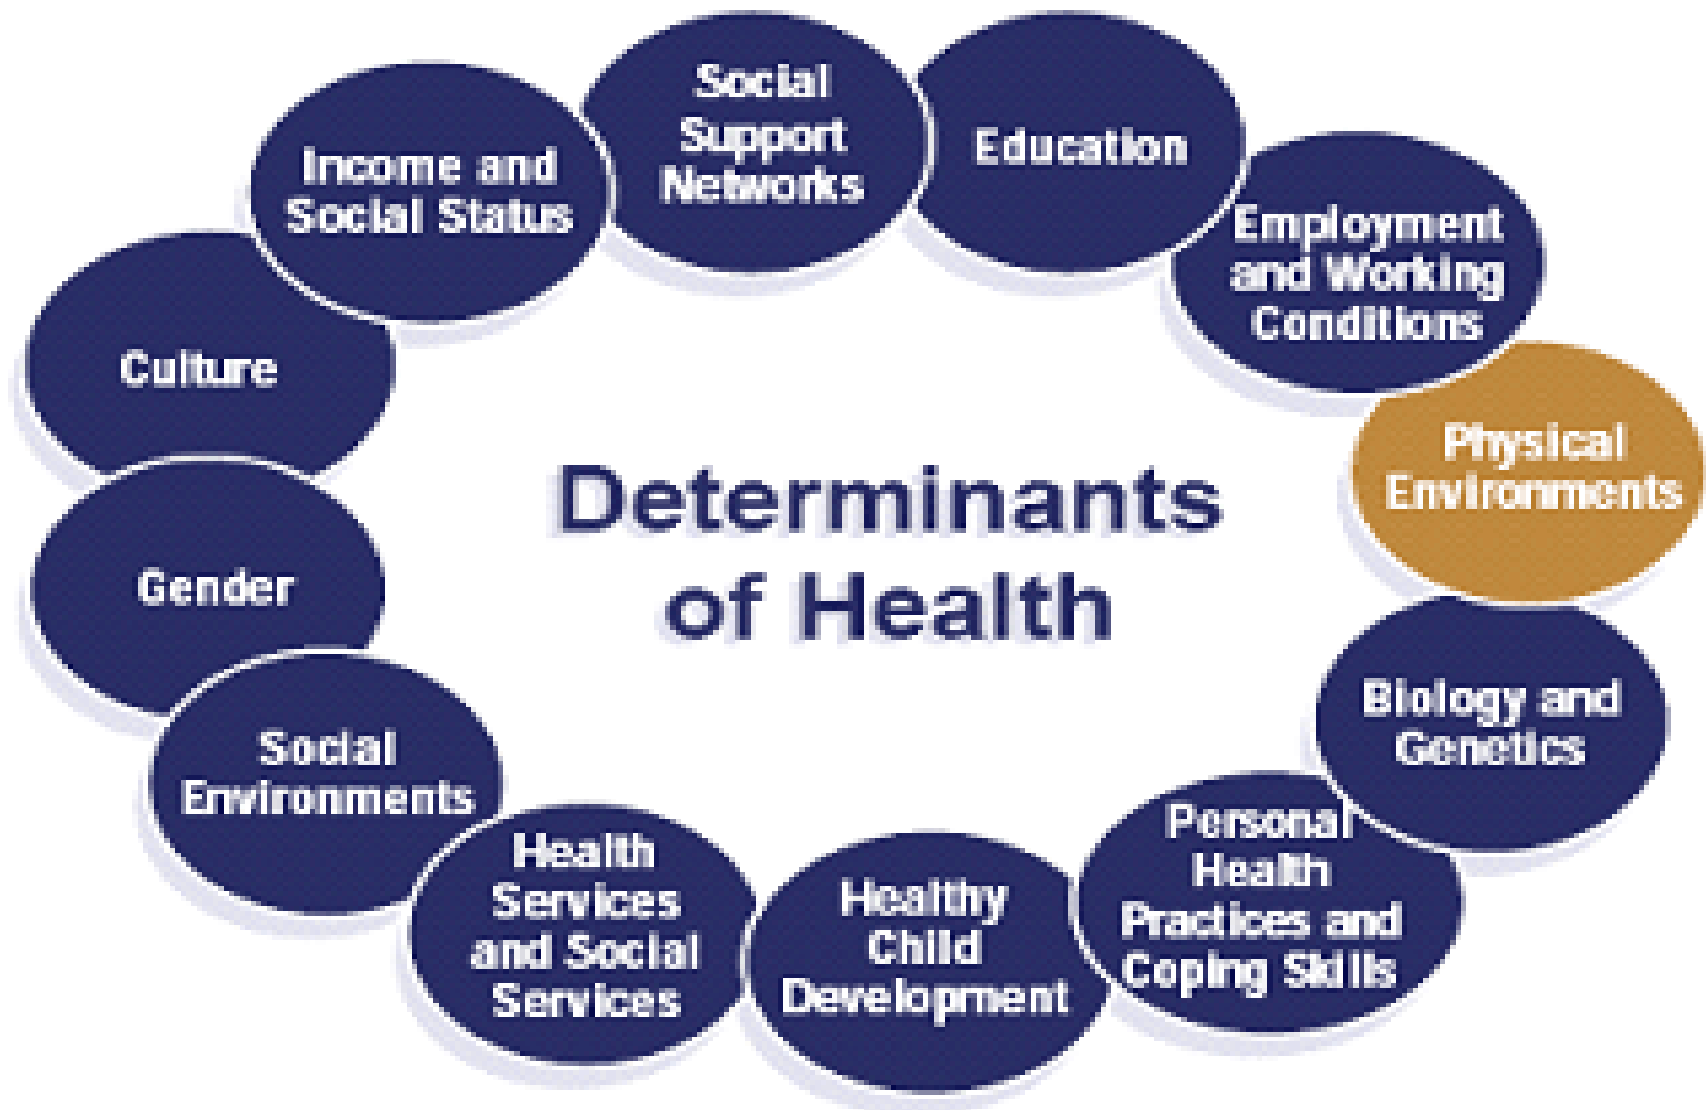 Social
Support
Networks
Education
Income and
Social Status
Employment
and Working
Conditions
Culture
Physical
Environments
Determinants
of Health
Gender
Biology and
Genetics
Social
Environments
Personal
Health
Practices and
Coping Skills
Health
Services
and Social
Services
Healthy
Child
Development